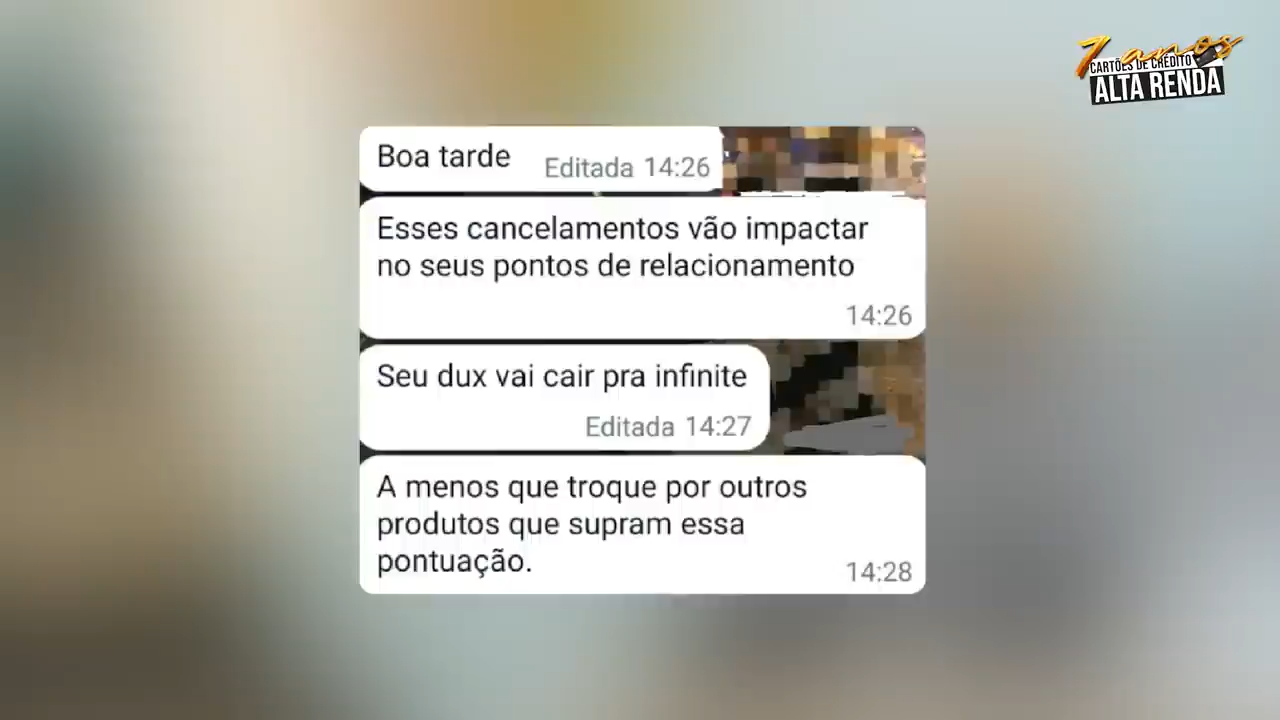 7 anos
CARTÕES DE CRÉDITO
ALTA RENDA
Boa tarde
Editada 14:26
Esses cancelamentos vão impactar
no seus pontos de relacionamento
14:26
Seu dux vai cair pra infinite
Editada 14:27
A menos que troque por outros
produtos que supram essa
pontuação.
14:28